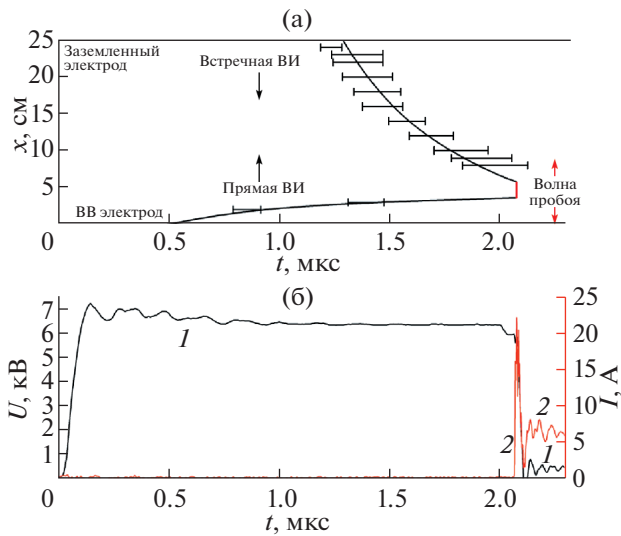 (а)
25
Заземленный
электрод
Встречная ВИ
20
15
x, см
10
Прямая ВИ
Волна
пробоя
5
ВВ электрод
0
0.5
1.0
1.5
2.0
t, мкс
(б)
7
6
5
4
3
2
1
U, кВ
1
2
2
1
25
20
15
10
5
0
I, А
0
0.5
1.0
1.5
2.0
t, мкс